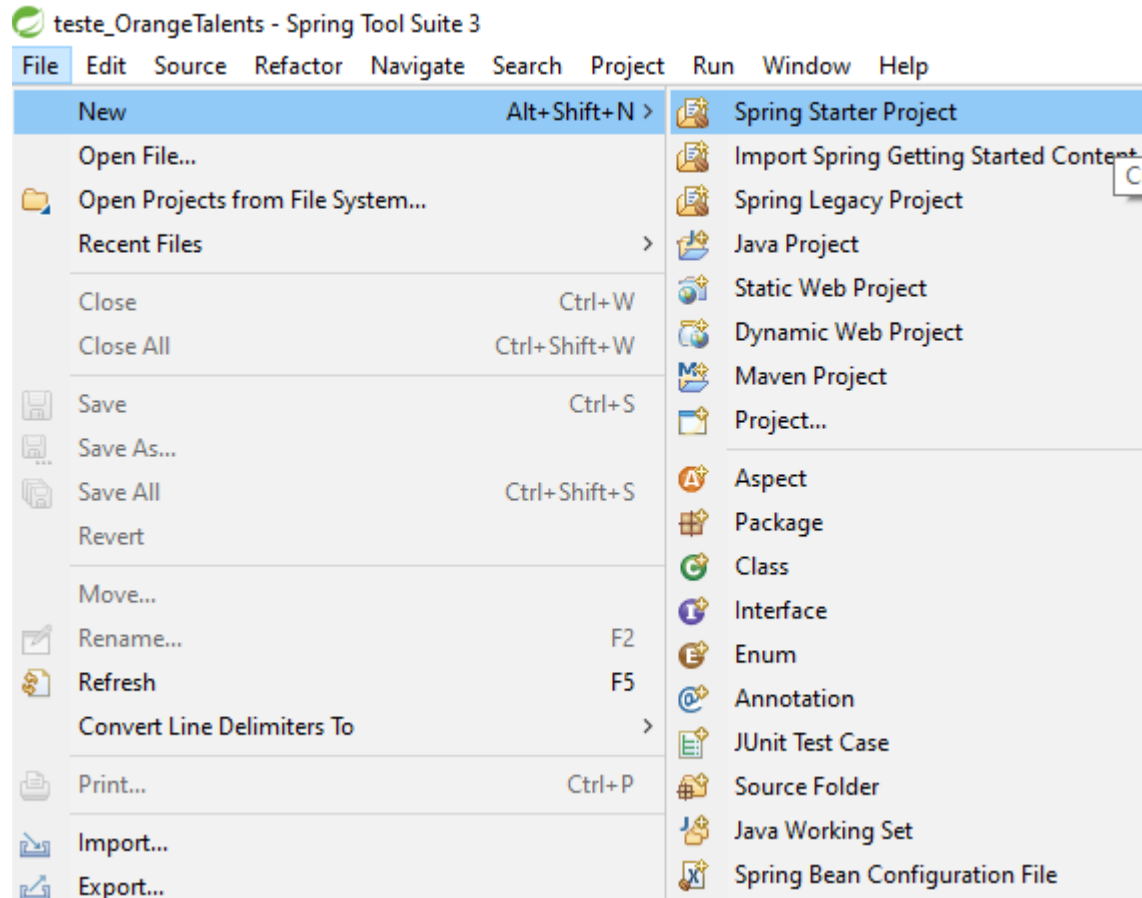 teste_OrangeTalents - Spring Tool Suite 3
File Edit Source Refactor Navigate Search Project Run Window Help
New Alt+Shift+N >
Open File...
Open Projects from File System...
Recent Files >
Close Ctrl+W
Close All Ctrl+Shift+W
Save Ctrl+S
Save As...
Save All Ctrl+Shift+S
Revert
Move...
Rename... F2
Refresh F5
Convert Line Delimiters To >
Print... Ctrl+P
Import...
Export...
Spring Starter Project
Import Spring Getting Started Content
Spring Legacy Project
Java Project
Static Web Project
Dynamic Web Project
Maven Project
Project...
Aspect
Package
Class
Interface
Enum
Annotation
JUnit Test Case
Source Folder
Java Working Set
Spring Bean Configuration File